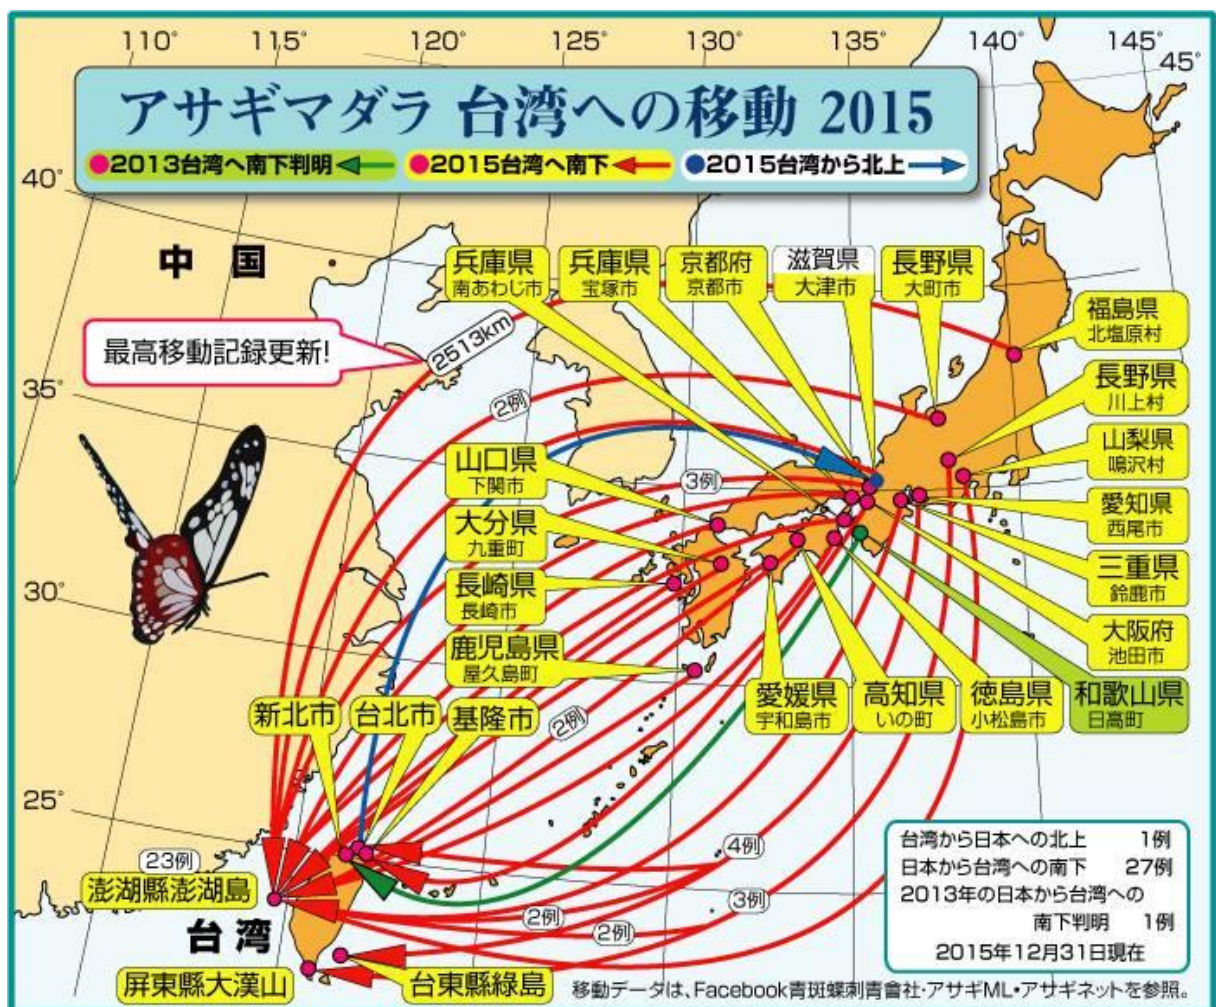 110° 115° 120° 125° 130° 135° 140° 145°
45°
アサギマダラ 台湾への移動 2015
2013台湾へ南下判明
2015台湾へ南下
2015台湾から北上
40°
中国
兵庫県
南あわじ市
兵庫県
宝塚市
京都府
京都市
滋賀県
大津市
長野県
大町市
福島県
北塩原村
最高移動記録更新!
2513km
35°
2例
長野県
川上村
山梨県
鳴沢村
山口県
下関市
3例
愛知県
西尾市
大分県
九重町
三重県
鈴鹿市
長崎県
長崎市
30°
大阪府
池田市
鹿児島県
屋久島町
愛媛県
宇和島市
高知県
いの町
徳島県
小松島市
和歌山県
日高町
新北市
台北市
基隆市
2例
25°
23例
澎湖縣澎湖島
4例
3例
2例
2例
台湾
屏東縣大漢山
台東縣綠島
台湾から日本への北上 1例
日本から台湾への南下 27例
2013年の日本から台湾への
南下判明 1例
2015年12月31日現在
移動データは、Facebook青斑蝶刺青會社・アサギML・アサギネットを参照。